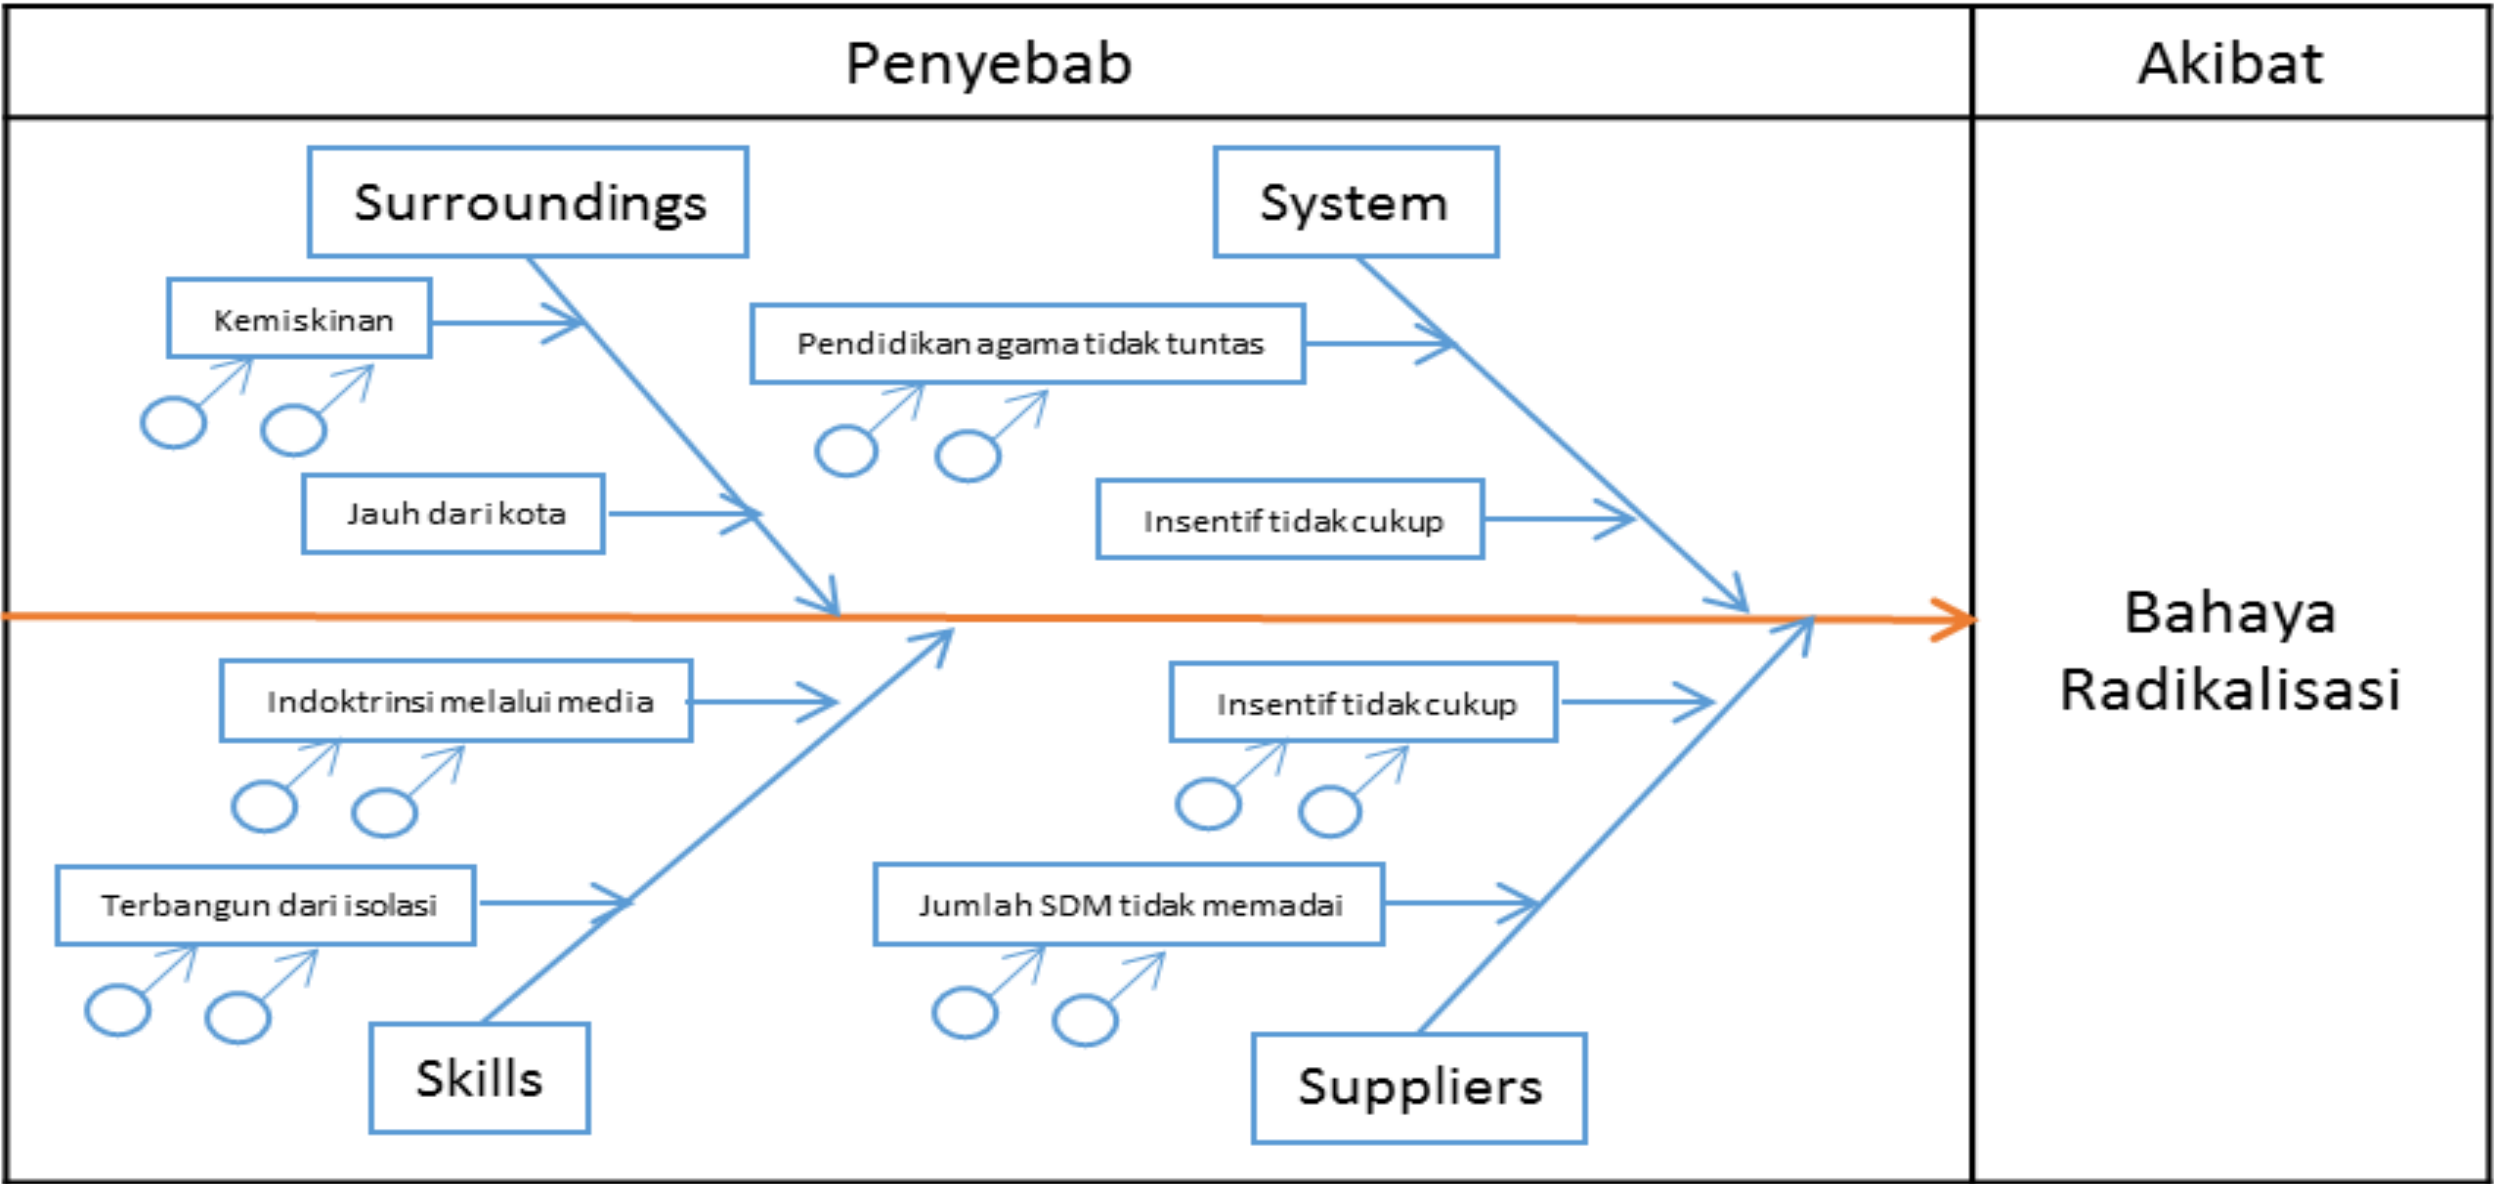 Penyebab
Akibat
Surroundings
System
Kemiskinan
Pendidikan agama tidak tuntas
Jauh dari kota
Insentif tidak cukup
Bahaya
Radikalisasi
Indoktrinsi melalui media
Insentif tidak cukup
Terbangun dari isolasi
Jumlah SDM tidak memadai
Skills
Suppliers